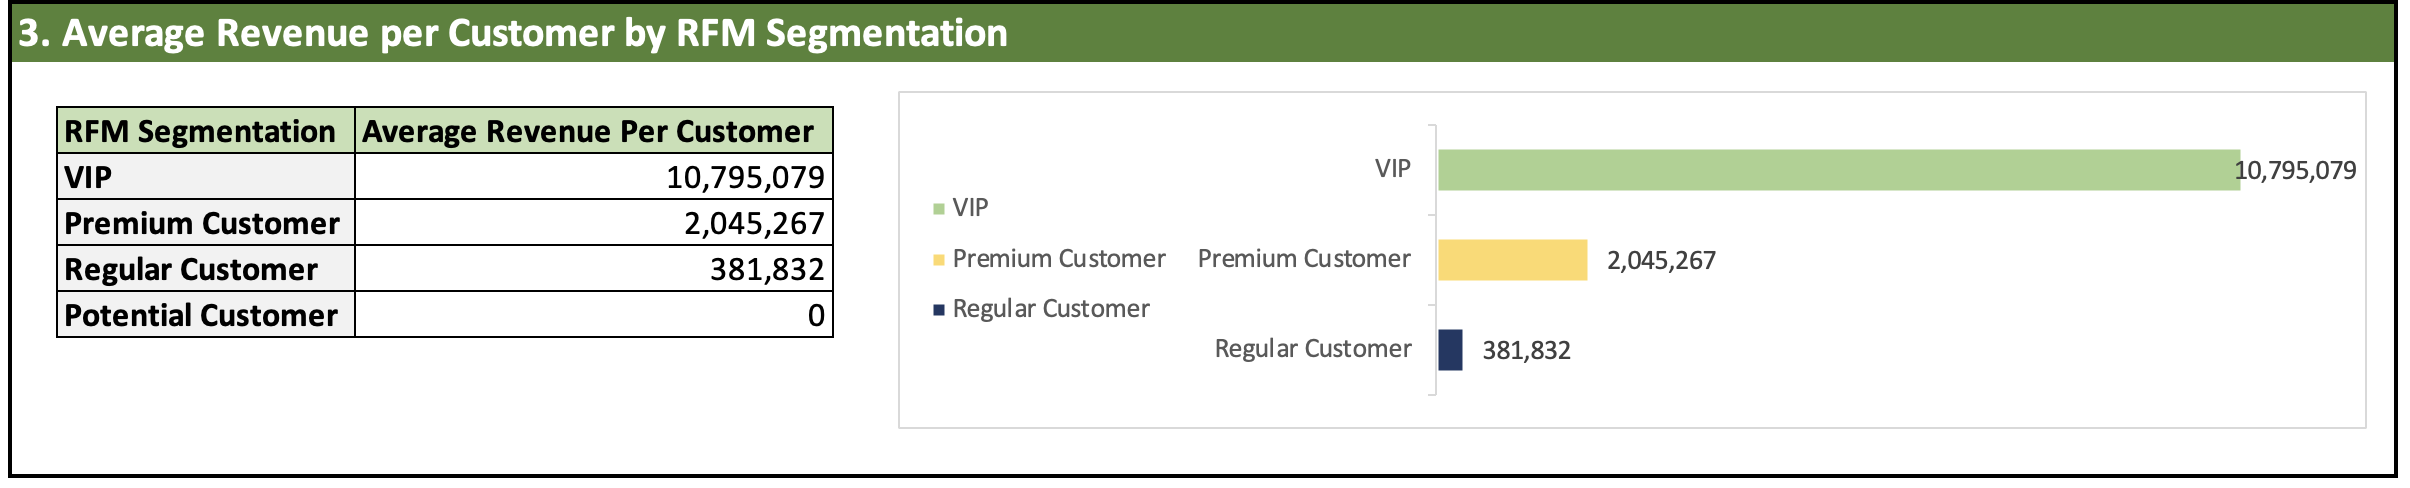 3. Average Revenue per Customer by RFM Segmentation
RFM Segmentation Average Revenue Per Customer
VIP 10,795,079
Premium Customer 2,045,267
Regular Customer 381,832
Potential Customer 0
VIP
Premium Customer
Regular Customer
VIP 10,795,079
Premium Customer 2,045,267
Regular Customer 381,832